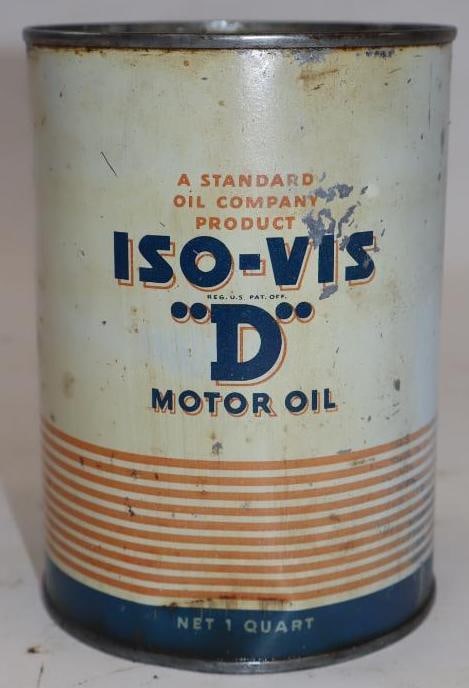 A STANDARD
OIL COMPANY
PRODUCT
ISO-VIS
REG. U.S. PAT. OFF.
"D"
MOTOR OIL
NET 1 QUART